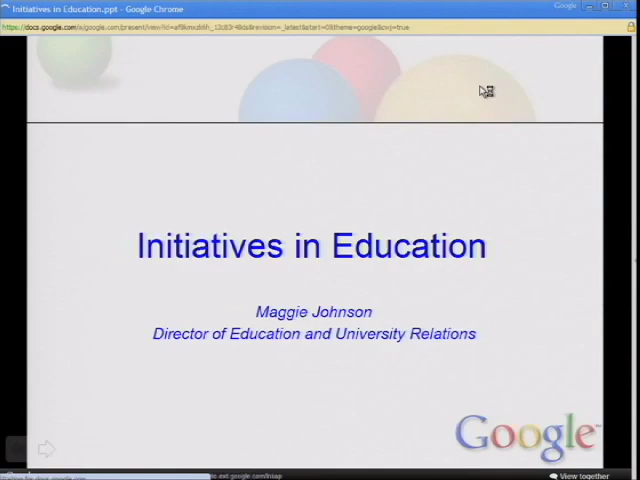 Initiatives in Education.ppt - Google Chrome
Google
Initiatives in Education
Maggie Johnson
Director of Education and University Relations
Google™
View together